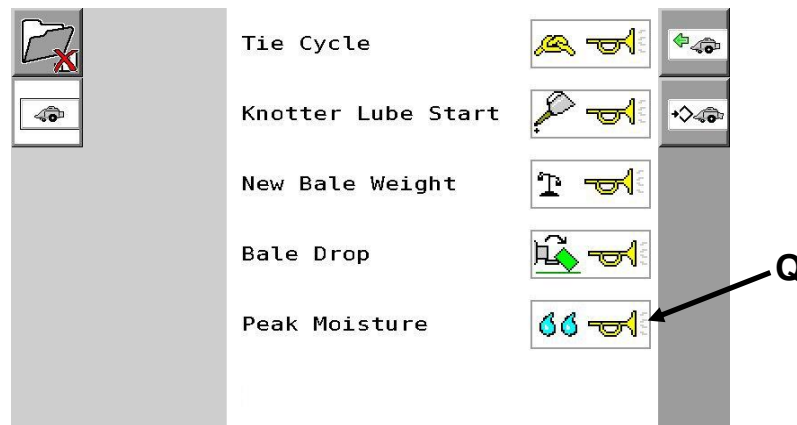 Tie Cycle
Knotter Lube Start
New Bale Weight
Bale Drop
Q
Peak Moisture